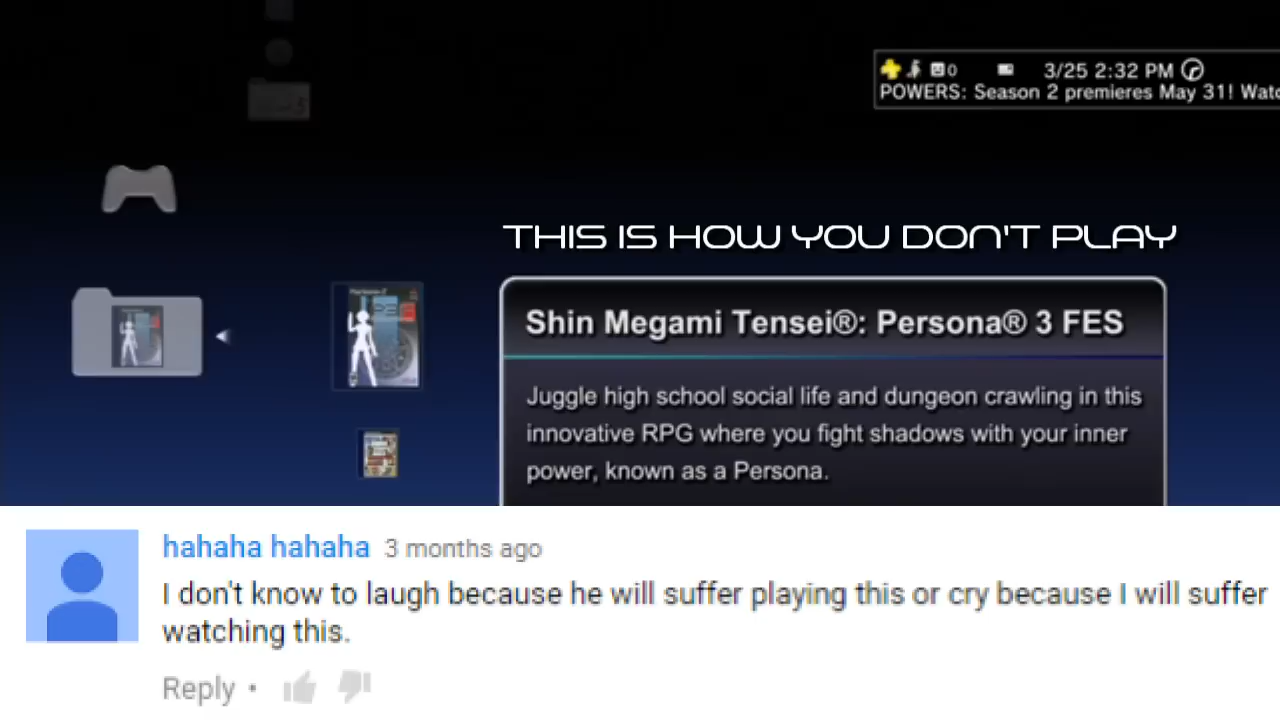 0 3/25 2:32 PM
POWERS: Season 2 premieres May 31! Watc
THIS IS HOW YOU DON'T PLAY
Shin Megami Tensei®: Persona® 3 FES
Juggle high school social life and dungeon crawling in this
innovative RPG where you fight shadows with your inner
power, known as a Persona.
hahaha hahaha 3 months ago
I don't know to laugh because he will suffer playing this or cry because I will suffer
watching this.
Reply •